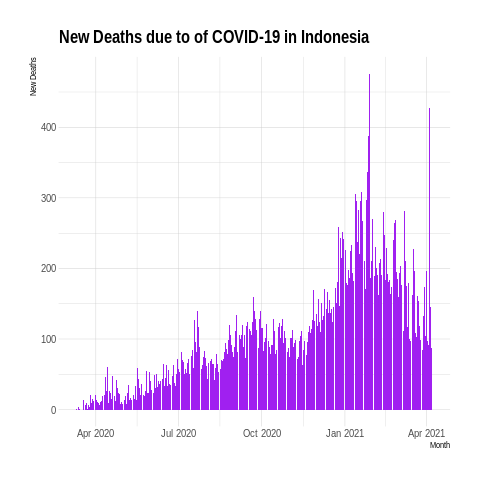 New Deaths due to of COVID-19 in Indonesia
New Deaths
400
300
200
100
0
Apr 2020 Jul 2020 Oct 2020 Jan 2021 Apr 2021
Month